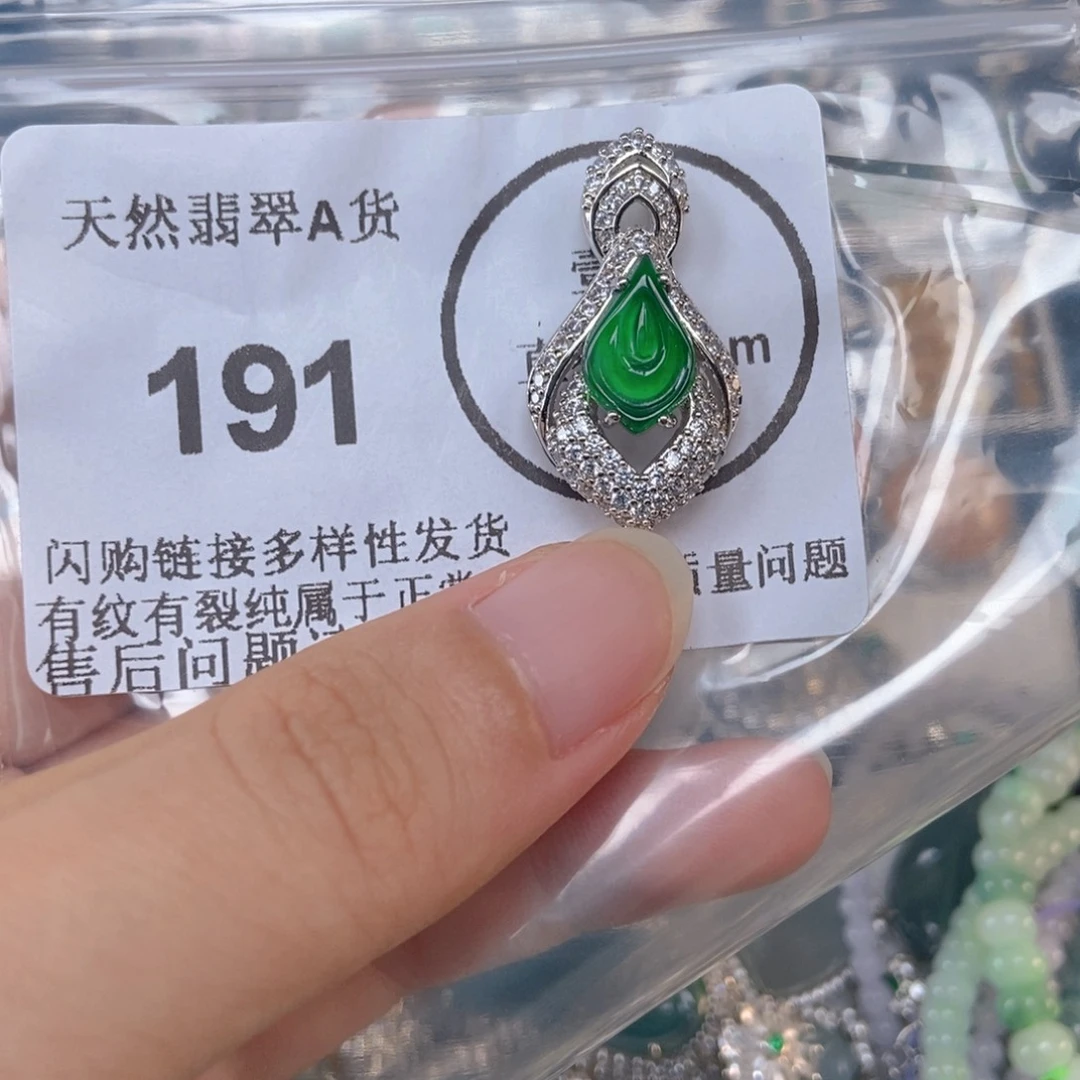 天然翡翠A货
191
m
闪购链接多样性发货
有纹有裂纯属于正
质量问题
售后问题